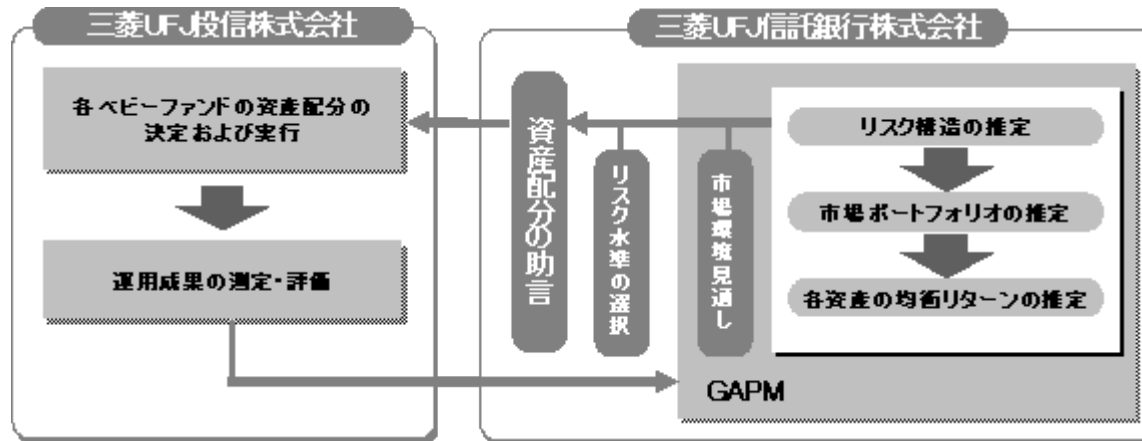 三菱UFJ投信株式会社
各ベビーファンドの資産配分の
決定および実行
運用成果の測定・評価
三菱UFJ信託銀行株式会社
資産配分の助言
リスク水準の選択
市場環境見通し
リスク構造の推定
市場ポートフォリオの推定
各資産の均衡リターンの推定
GAPM